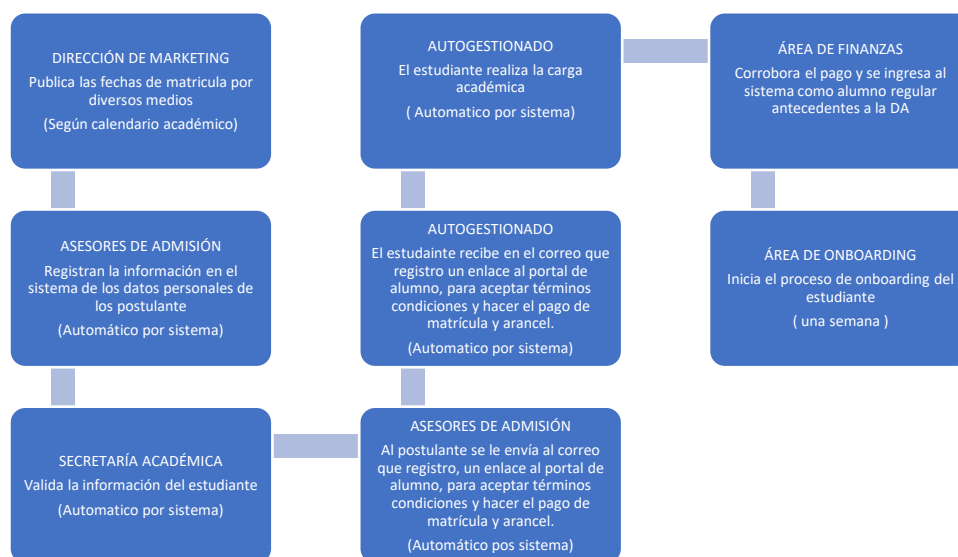 DIRECCIÓN DE MARKETING
Publica las fechas de matricula por
diversos medios
(Según calendario académico)
ASESORES DE ADMISIÓN
Registran la información en el
sistema de los datos personales de
los postulante
(Automático por sistema)
SECRETARÍA ACADÉMICA
Valida la información del estudiante
(Automatico por sistema)
ASESORES DE ADMISIÓN
Al postulante se le envía al correo
que registro, un enlace al portal de
alumno, para aceptar términos
condiciones y hacer el pago de
matrícula y arancel.
(Automático pos sistema)
AUTOGESTIONADO
El estudainte recibe en el correo que
registro un enlace al portal de
alumno, para aceptar términos
condiciones y hacer el pago de
matrícula y arancel.
(Automatico por sistema)
AUTOGESTIONADO
El estudiante realiza la carga
académica
( Automatico por sistema)
ÁREA DE FINANZAS
Corrobora el pago y se ingresa al
sistema como alumno regular
antecedentes a la DA
ÁREA DE ONBOARDING
Inicia el proceso de onboarding del
estudiante
( una semana )